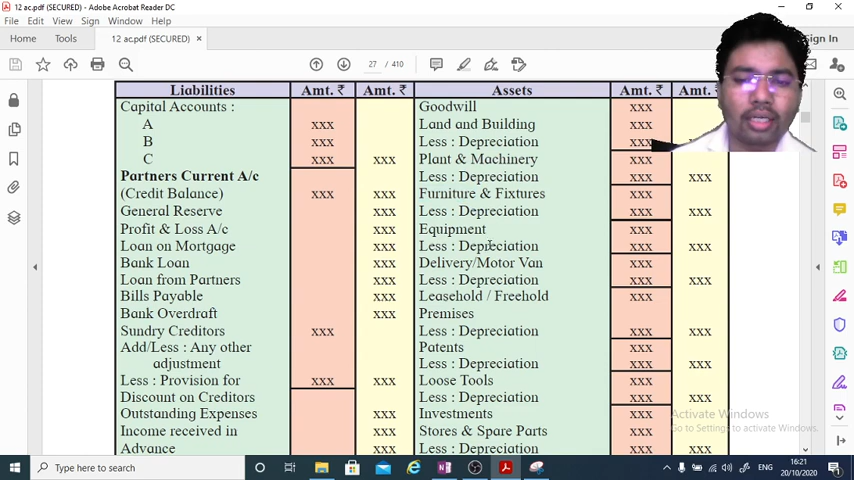 12 ac.(SECURED) - Adobe Acrobat Reader DC
File Edit View Sign Window Help
Home Tools 12 ac.(SECURED) × Sign In
27 / 410
Liabilities Amt. ₹ Amt. ₹ Assets Amt. ₹ Amt. ₹
Capital Accounts : Goodwill xxx
A xxx Land and Building xxx
B xxx Less : Depreciation xxx
C xxx xxx Plant & Machinery xxx
Partners Current A/c Less : Depreciation xxx xxx
(Credit Balance) xxx xxx Furniture & Fixtures xxx
General Reserve xxx Less : Depreciation xxx xxx
Profit & Loss A/c xxx Equipment xxx
Loan on Mortgage xxx Less : Depreciation xxx xxx
Bank Loan xxx Delivery/Motor Van xxx
Loan from Partners xxx Less : Depreciation xxx xxx
Bills Payable xxx Leasehold / Freehold xxx
Bank Overdraft xxx Premises
Sundry Creditors xxx Less : Depreciation xxx xxx
Add/Less : Any other Patents xxx
adjustment Less : Depreciation xxx xxx
Less : Provision for xxx xxx Loose Tools xxx
Discount on Creditors Less : Depreciation xxx xxx
Outstanding Expenses xxx Investments xxx
Income received in xxx Stores & Spare Parts xxx
Advance xxx Less : Depreciation xxx xxx
Activate Windows
Go to Settings to activate Windows.
Type here to search
ENG
16:21
20/10/2020